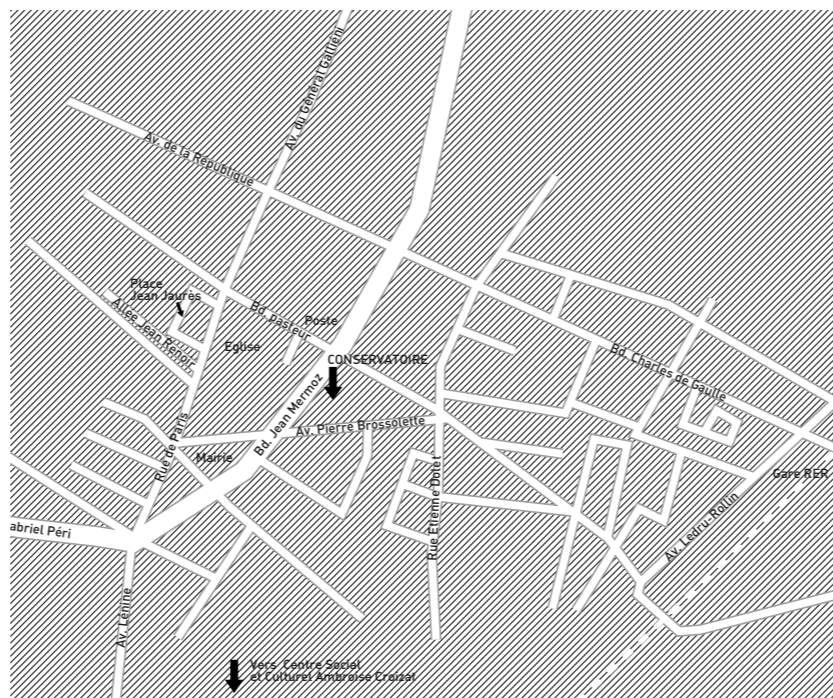 Av. du Général Galliéni
Av. de la République
Place
Jean Jaurès
Allée Jean Renoir
Bd. pasteur
Poste
Eglise
CONSERVATOIRE
Bd. Charles de Gaulle
Bd. Jean Mermoz
Rue de Paris
Av. Pierre Brossolette
Mairie
Gare RER
Rue Etienne Dolet
Av. Ledru-Rollin
abriel Péri
Av. Lénine
Vers Centre Social
et Culturel Ambroise Croizat